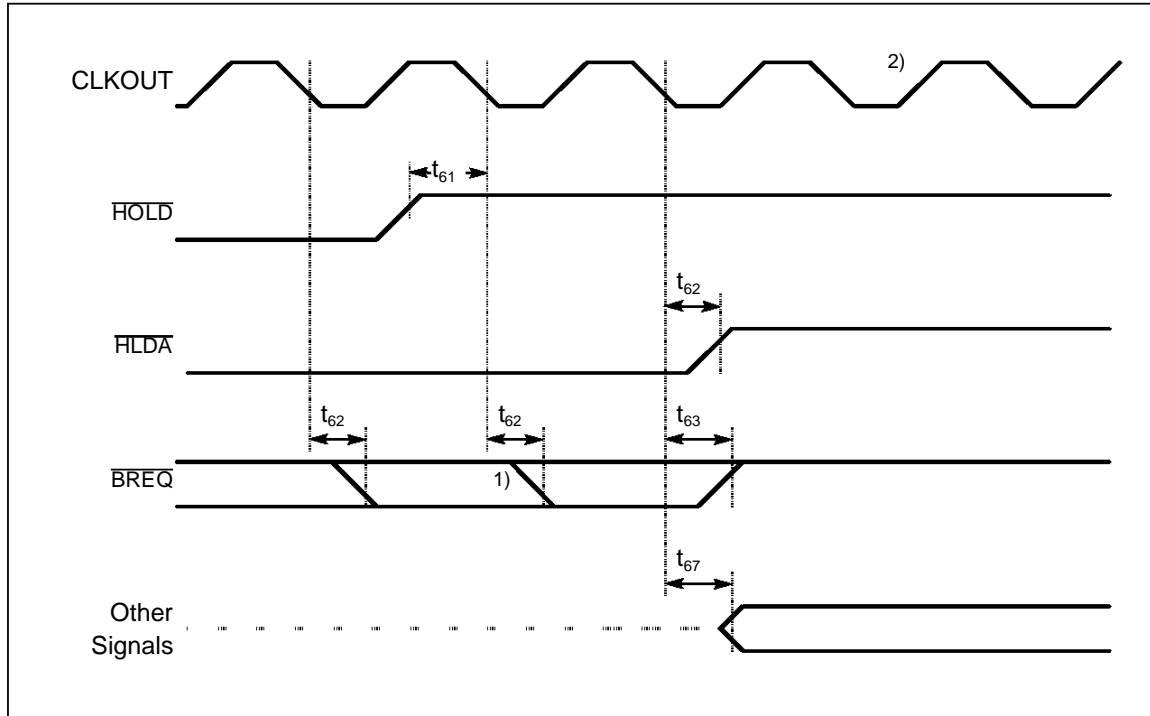 CLKOUT
2)
t61
HOLD
t62
HLDA
t62
t62
t63
BREQ
1)
t67
Other
Signals